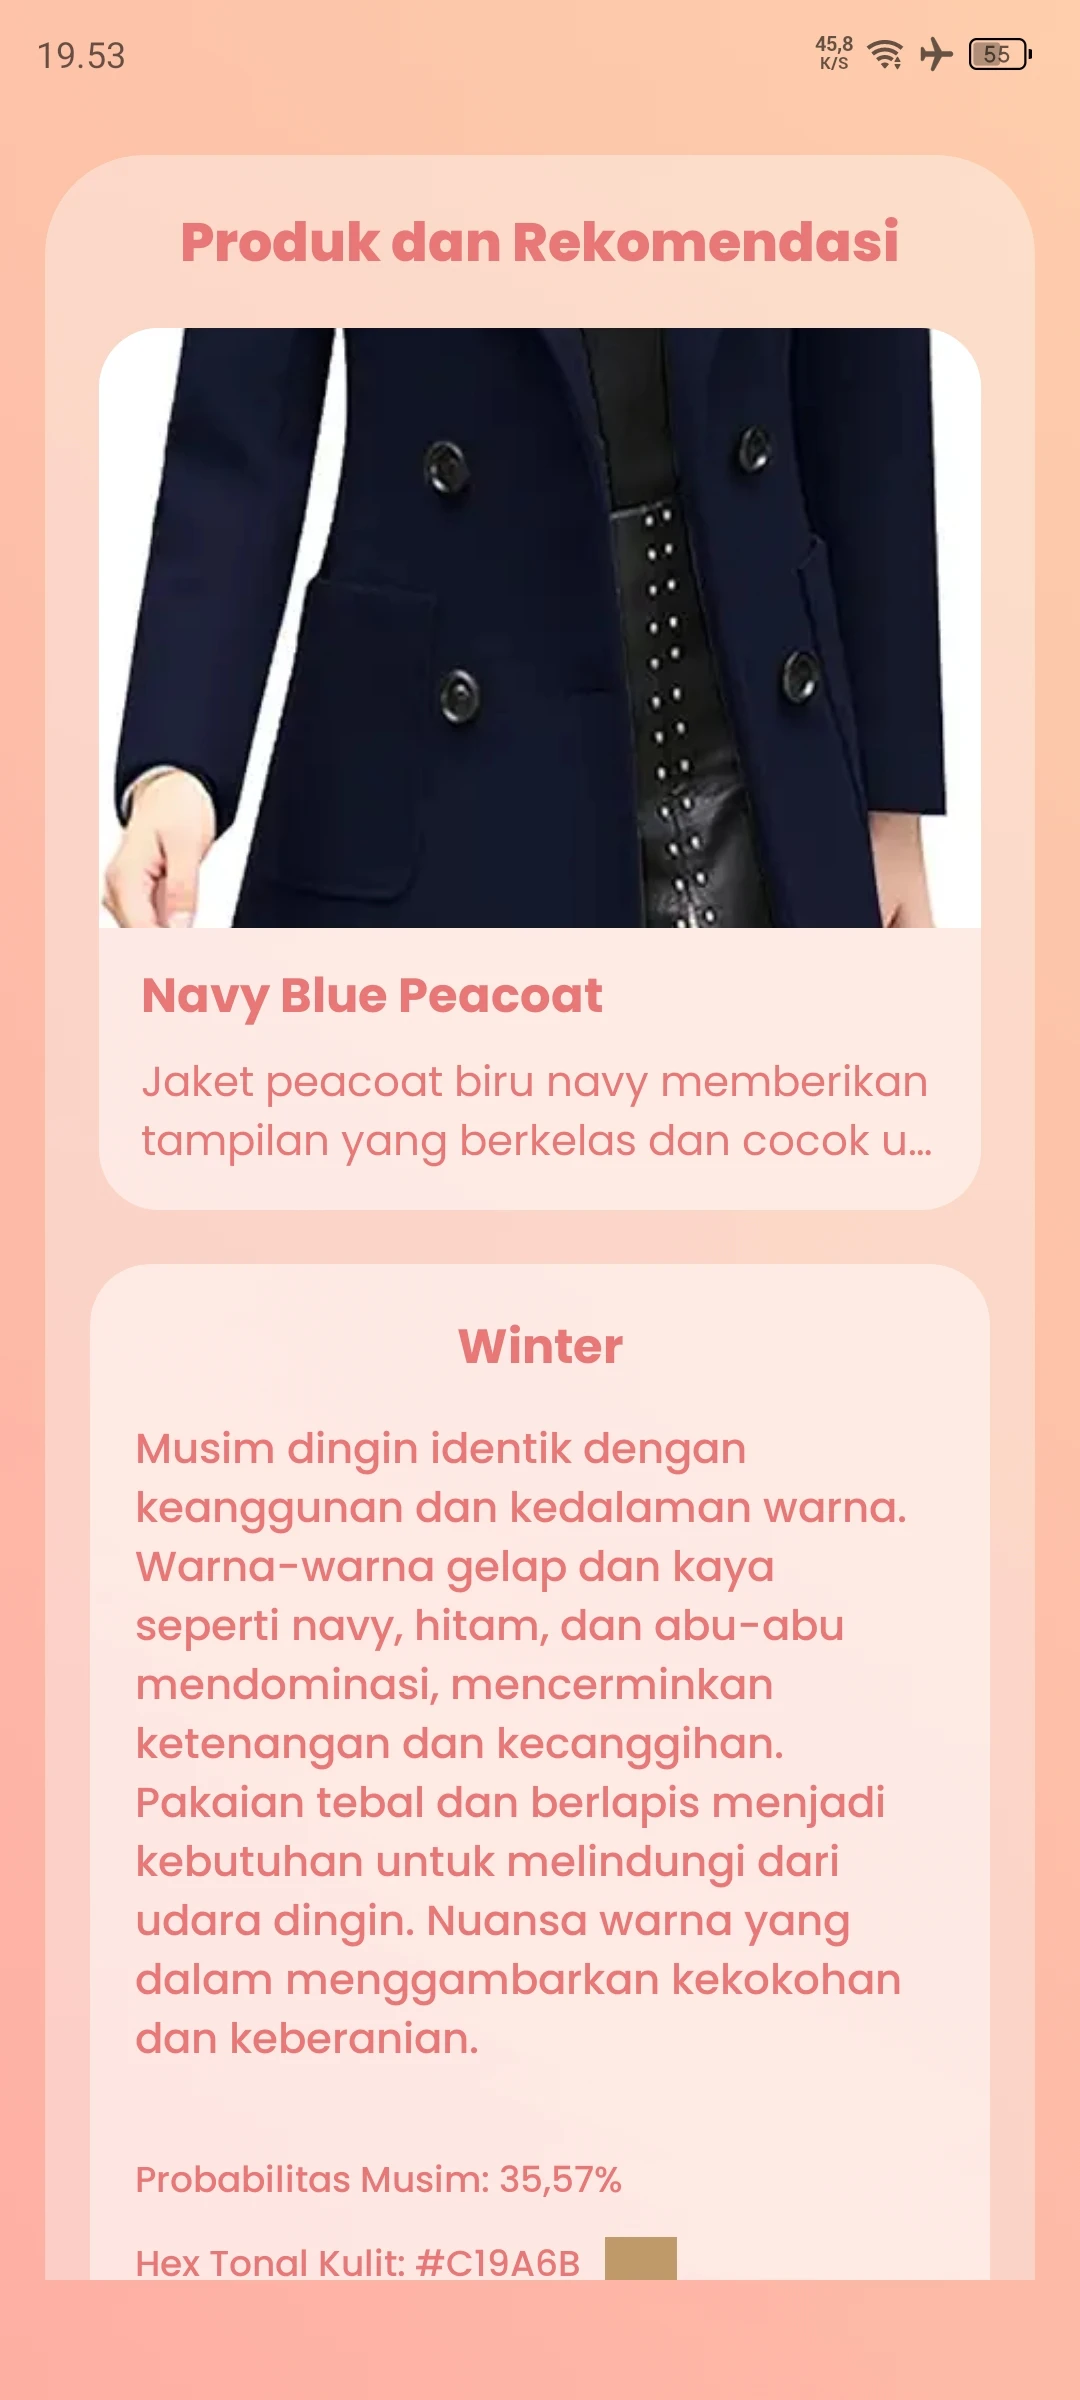 19.53
45,8
K/S
55
Produk dan Rekomendasi
Navy Blue Peacoat
Jaket peacoat biru navy memberikan
tampilan yang berkelas dan cocok u...
Winter
Musim dingin identik dengan
keanggunan dan kedalaman warna.
Warna-warna gelap dan kaya
seperti navy, hitam, dan abu-abu
mendominasi, mencerminkan
ketenangan dan kecanggihan.
Pakaian tebal dan berlapis menjadi
kebutuhan untuk melindungi dari
udara dingin. Nuansa warna yang
dalam menggambarkan kekokohan
dan keberanian.
Probabilitas Musim: 35,57%
Hex Tonal Kulit: #C19A6B